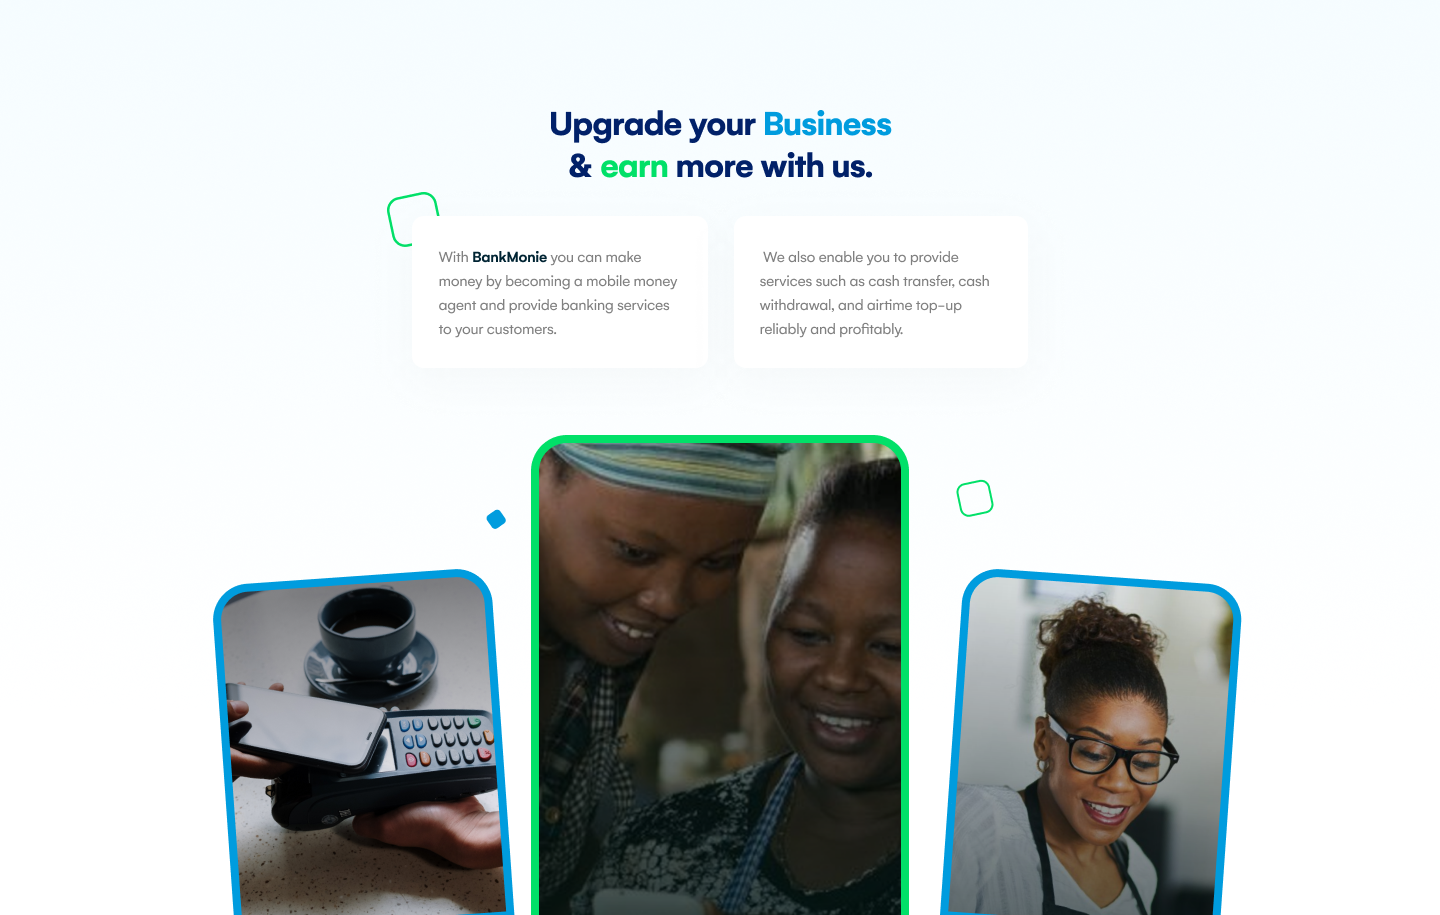 Upgrade your Business
& earn more with us.
With BankMonie you can make
money by becoming a mobile money
agent and provide banking services
to your customers.
We also enable you to provide
services such as cash transfer, cash
withdrawal, and airtime top-up
reliably and profitably.